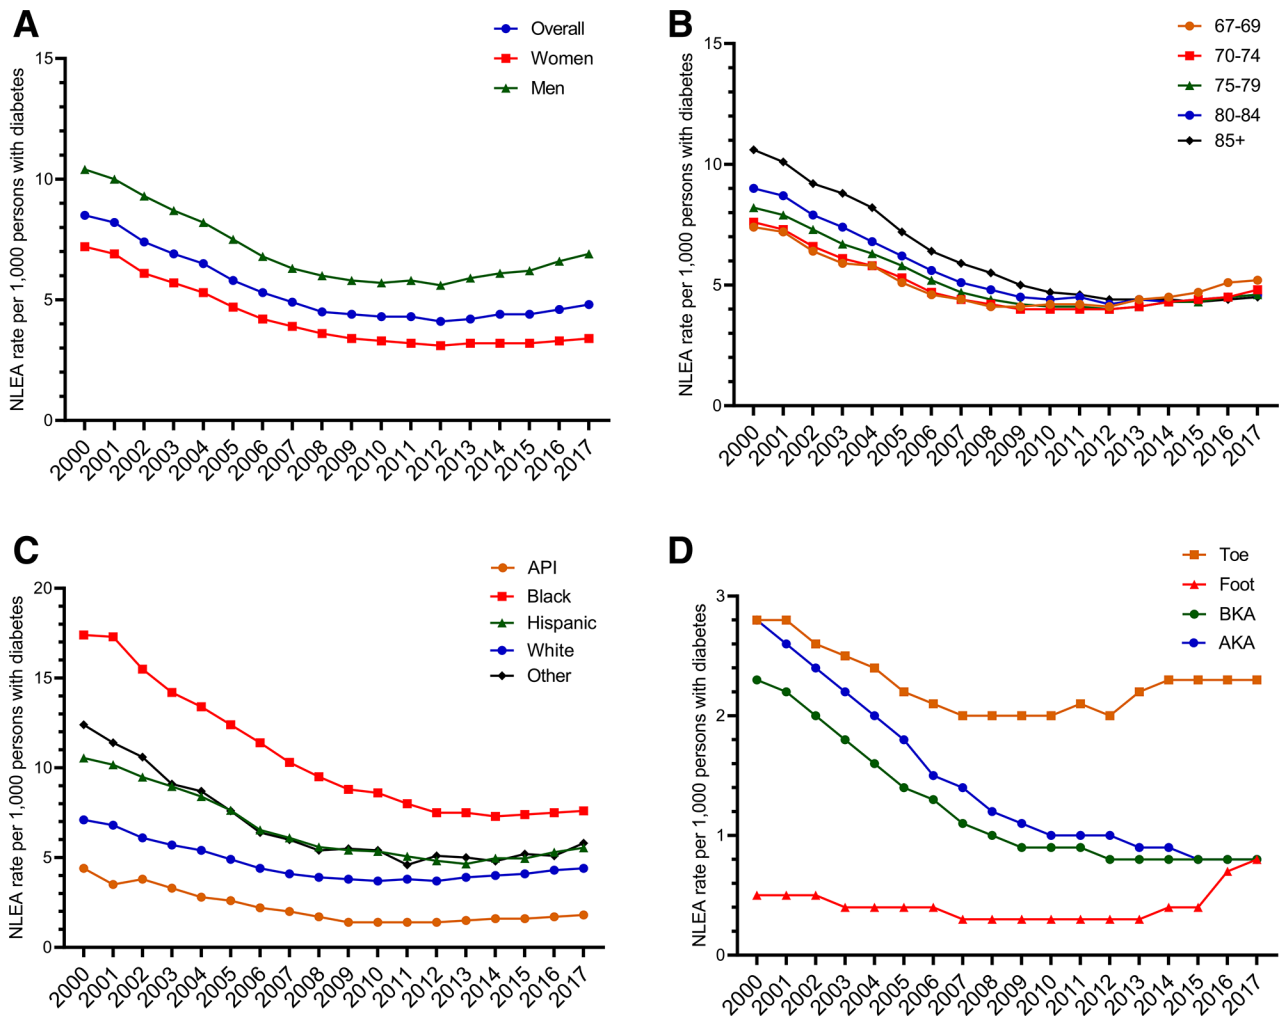 A
Overall
Women
Men
NLEA rate per 1,000 persons with diabetes
15
10
5
0
2000 2001 2002 2003 2004 2005 2006 2007 2008 2009 2010 2011 2012 2013 2014 2015 2016 2017
B
67-69
70-74
75-79
80-84
85+
NLEA rate per 1,000 persons with diabetes
15
10
5
0
2000 2001 2002 2003 2004 2005 2006 2007 2008 2009 2010 2011 2012 2013 2014 2015 2016 2017
C
API
Black
Hispanic
White
Other
NLEA rate per 1,000 persons with diabetes
20
15
10
5
0
2000 2001 2002 2003 2004 2005 2006 2007 2008 2009 2010 2011 2012 2013 2014 2015 2016 2017
D
Toe
Foot
BKA
AKA
NLEA rate per 1,000 persons with diabetes
3
2
1
0
2000 2001 2002 2003 2004 2005 2006 2007 2008 2009 2010 2011 2012 2013 2014 2015 2016 2017